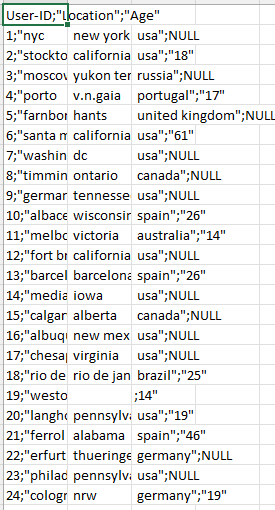 User-ID;"Location";"Age"
1;"nyc new york usa";NULL
2;"stockto california usa";"18"
3;"moscov yukon ter russia";NULL
4;"porto v.n.gaia portugal";"17"
5;"farnbor hants united kingdom";NULL
6;"santa m california usa";"61"
7;"washin dc usa";NULL
8;"timmin ontario canada";NULL
9;"germar tennesse usa";NULL
10;"albace wisconsin spain";"26"
11;"melbo victoria australia";"14"
12;"fort br california usa";NULL
13;"barcel barcelona spain";"26"
14;"media iowa usa";NULL
15;"calgar alberta canada";NULL
16;"albuq new mex usa";NULL
17;"chesap virginia usa";NULL
18;"rio de rio de jan brazil";"25"
19;"westo ;14"
20;"langho pennsylva usa";"19"
21;"ferrol alabama spain";"46"
22;"erfurt thueringe germany";NULL
23;"philad pennsylva usa";NULL
24;"cologr nrw germany";"19"